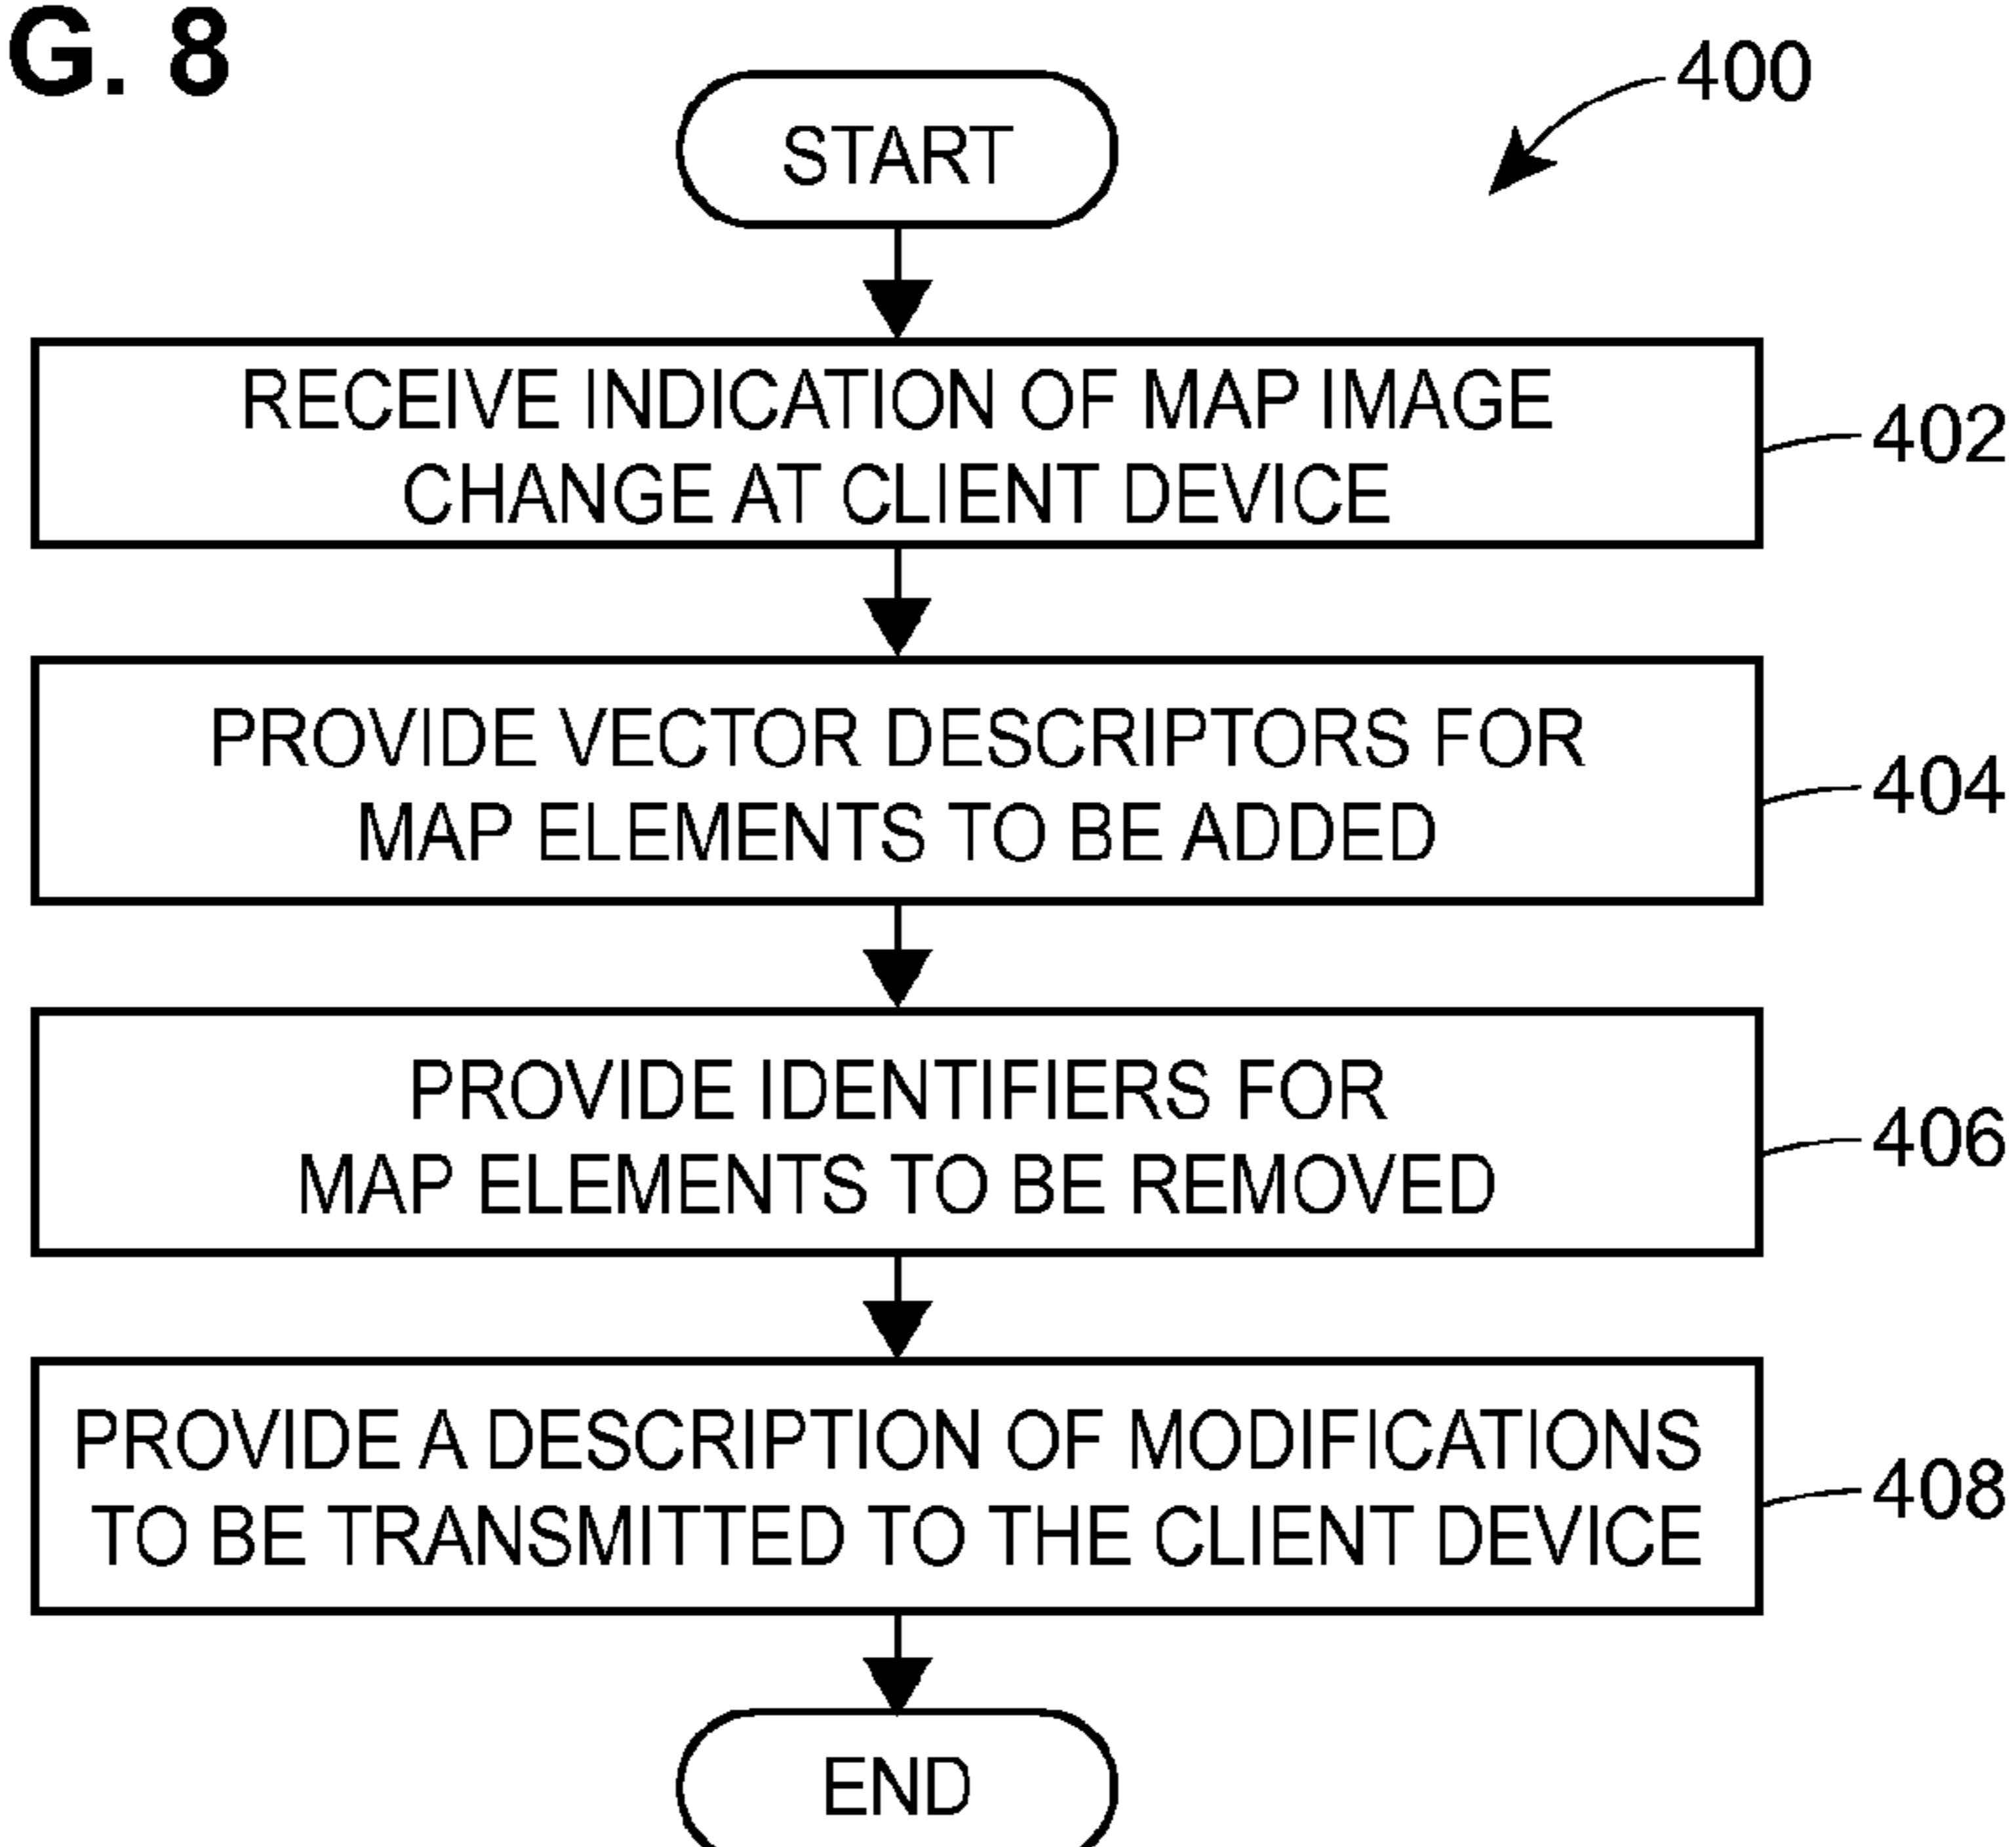 G. 8
400
START
RECEIVE INDICATION OF MAP IMAGE
CHANGE AT CLIENT DEVICE
402
PROVIDE VECTOR DESCRIPTORS FOR
MAP ELEMENTS TO BE ADDED
404
PROVIDE IDENTIFIERS FOR
MAP ELEMENTS TO BE REMOVED
406
PROVIDE A DESCRIPTION OF MODIFICATIONS
TO BE TRANSMITTED TO THE CLIENT DEVICE
408
END